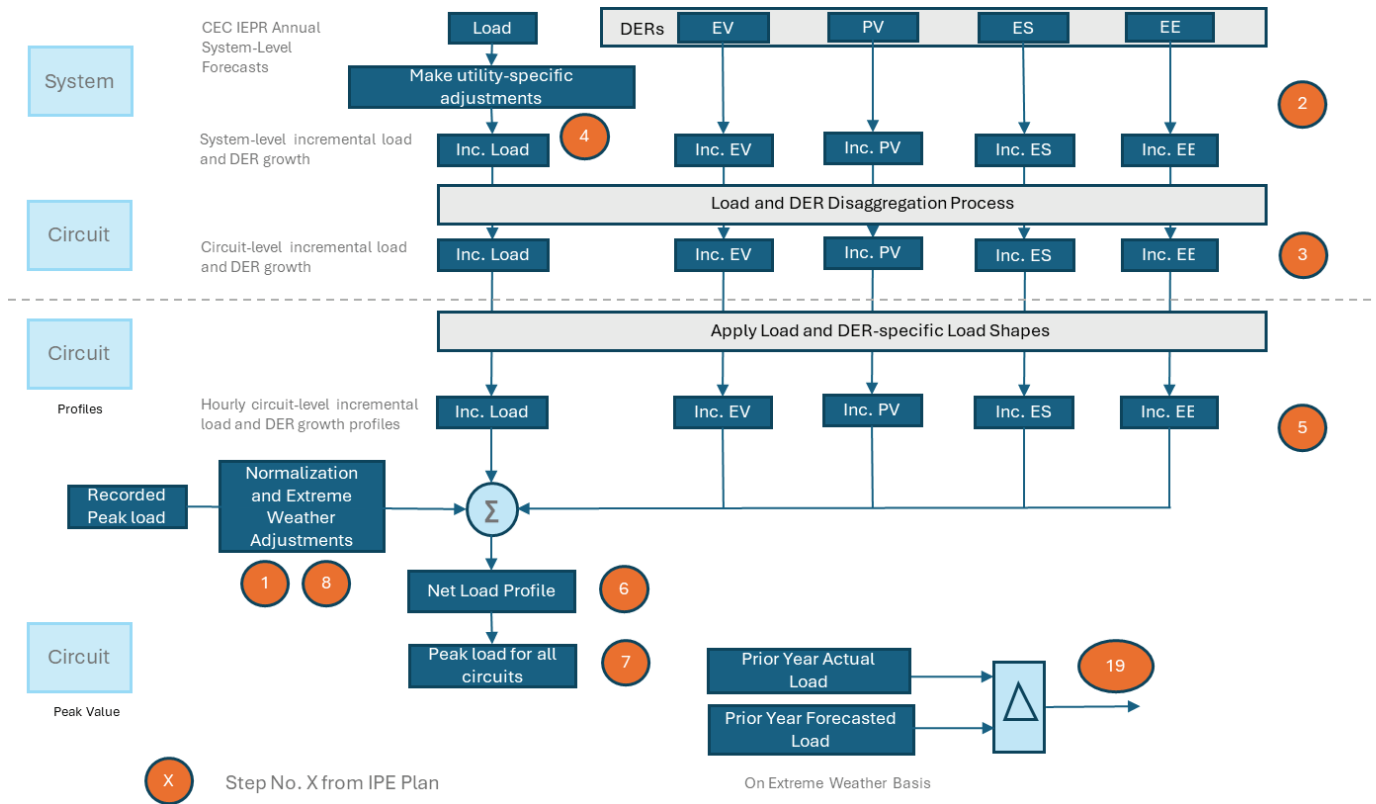 CEC IEPR Annual
System-Level
Forecasts
Load
DERs
EV
PV
ES
EE
System
Make utility-specific
adjustments
2
4
System-level incremental load
and DER growth
Inc. Load
Inc. EV
Inc. PV
Inc. ES
Inc. EE
Load and DER Disaggregation Process
Circuit
Circuit-level incremental load
and DER growth
Inc. Load
Inc. EV
Inc. PV
Inc. ES
Inc. EE
3
Apply Load and DER-specific Load Shapes
Circuit
Profiles
Hourly circuit-level incremental
load and DER growth profiles
Inc. Load
Inc. EV
Inc. PV
Inc. ES
Inc. EE
5
Recorded
Peak load
Normalization
and Extreme
Weather
Adjustments
Σ
1
8
Net Load Profile
6
Circuit
Peak Value
Peak load for all
circuits
7
Prior Year Actual
Load
Prior Year Forecasted
Load
△
19
X
Step No. X from IPE Plan
On Extreme Weather Basis